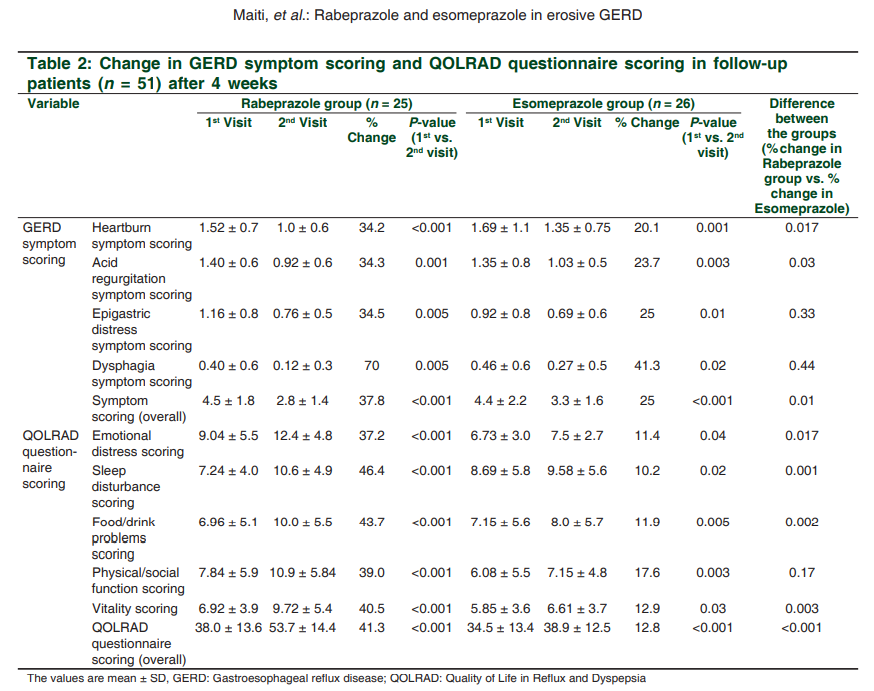 Maiti, et al.: Rabeprazole and esomeprazole in erosive GERD
Table 2: Change in GERD symptom scoring and QOLRAD questionnaire scoring in follow-up
patients (n = 51) after 4 weeks
Variable Rabeprazole group (n = 25) Esomeprazole group (n = 26) Difference
between
the groups
(% change in
Rabeprazole
group vs. %
change in
Esomeprazole)
1st Visit 2nd Visit % Change P-value (1st vs. 2nd visit) 1st Visit 2nd Visit % Change P-value (1st vs. 2nd visit)
GERD symptom scoring
Heartburn symptom scoring 1.52 ± 0.7 1.0 ± 0.6 34.2 <0.001 1.69 ± 1.1 1.35 ± 0.75 20.1 0.001 0.017
Acid regurgitation symptom scoring 1.40 ± 0.6 0.92 ± 0.6 34.3 0.001 1.35 ± 0.8 1.03 ± 0.5 23.7 0.003 0.03
Epigastric distress symptom scoring 1.16 ± 0.8 0.76 ± 0.5 34.5 0.005 0.92 ± 0.8 0.69 ± 0.6 25 0.01 0.33
Dysphagia symptom scoring 0.40 ± 0.6 0.12 ± 0.3 70 0.005 0.46 ± 0.6 0.27 ± 0.5 41.3 0.02 0.44
Symptom scoring (overall) 4.5 ± 1.8 2.8 ± 1.4 37.8 <0.001 4.4 ± 2.2 3.3 ± 1.6 25 <0.001 0.01
QOLRAD question-naire scoring
Emotional distress scoring 9.04 ± 5.5 12.4 ± 4.8 37.2 <0.001 6.73 ± 3.0 7.5 ± 2.7 11.4 0.04 0.017
Sleep disturbance scoring 7.24 ± 4.0 10.6 ± 4.9 46.4 <0.001 8.69 ± 5.8 9.58 ± 5.6 10.2 0.02 0.001
Food/drink problems scoring 6.96 ± 5.1 10.0 ± 5.5 43.7 <0.001 7.15 ± 5.6 8.0 ± 5.7 11.9 0.005 0.002
Physical/social function scoring 7.84 ± 5.9 10.9 ± 5.84 39.0 <0.001 6.08 ± 5.5 7.15 ± 4.8 17.6 0.003 0.17
Vitality scoring 6.92 ± 3.9 9.72 ± 5.4 40.5 <0.001 5.85 ± 3.6 6.61 ± 3.7 12.9 0.03 0.003
QOLRAD questionnaire scoring (overall) 38.0 ± 13.6 53.7 ± 14.4 41.3 <0.001 34.5 ± 13.4 38.9 ± 12.5 12.8 <0.001 <0.001
The values are mean ± SD, GERD: Gastroesophageal reflux disease; QOLRAD: Quality of Life in Reflux and Dyspepsia